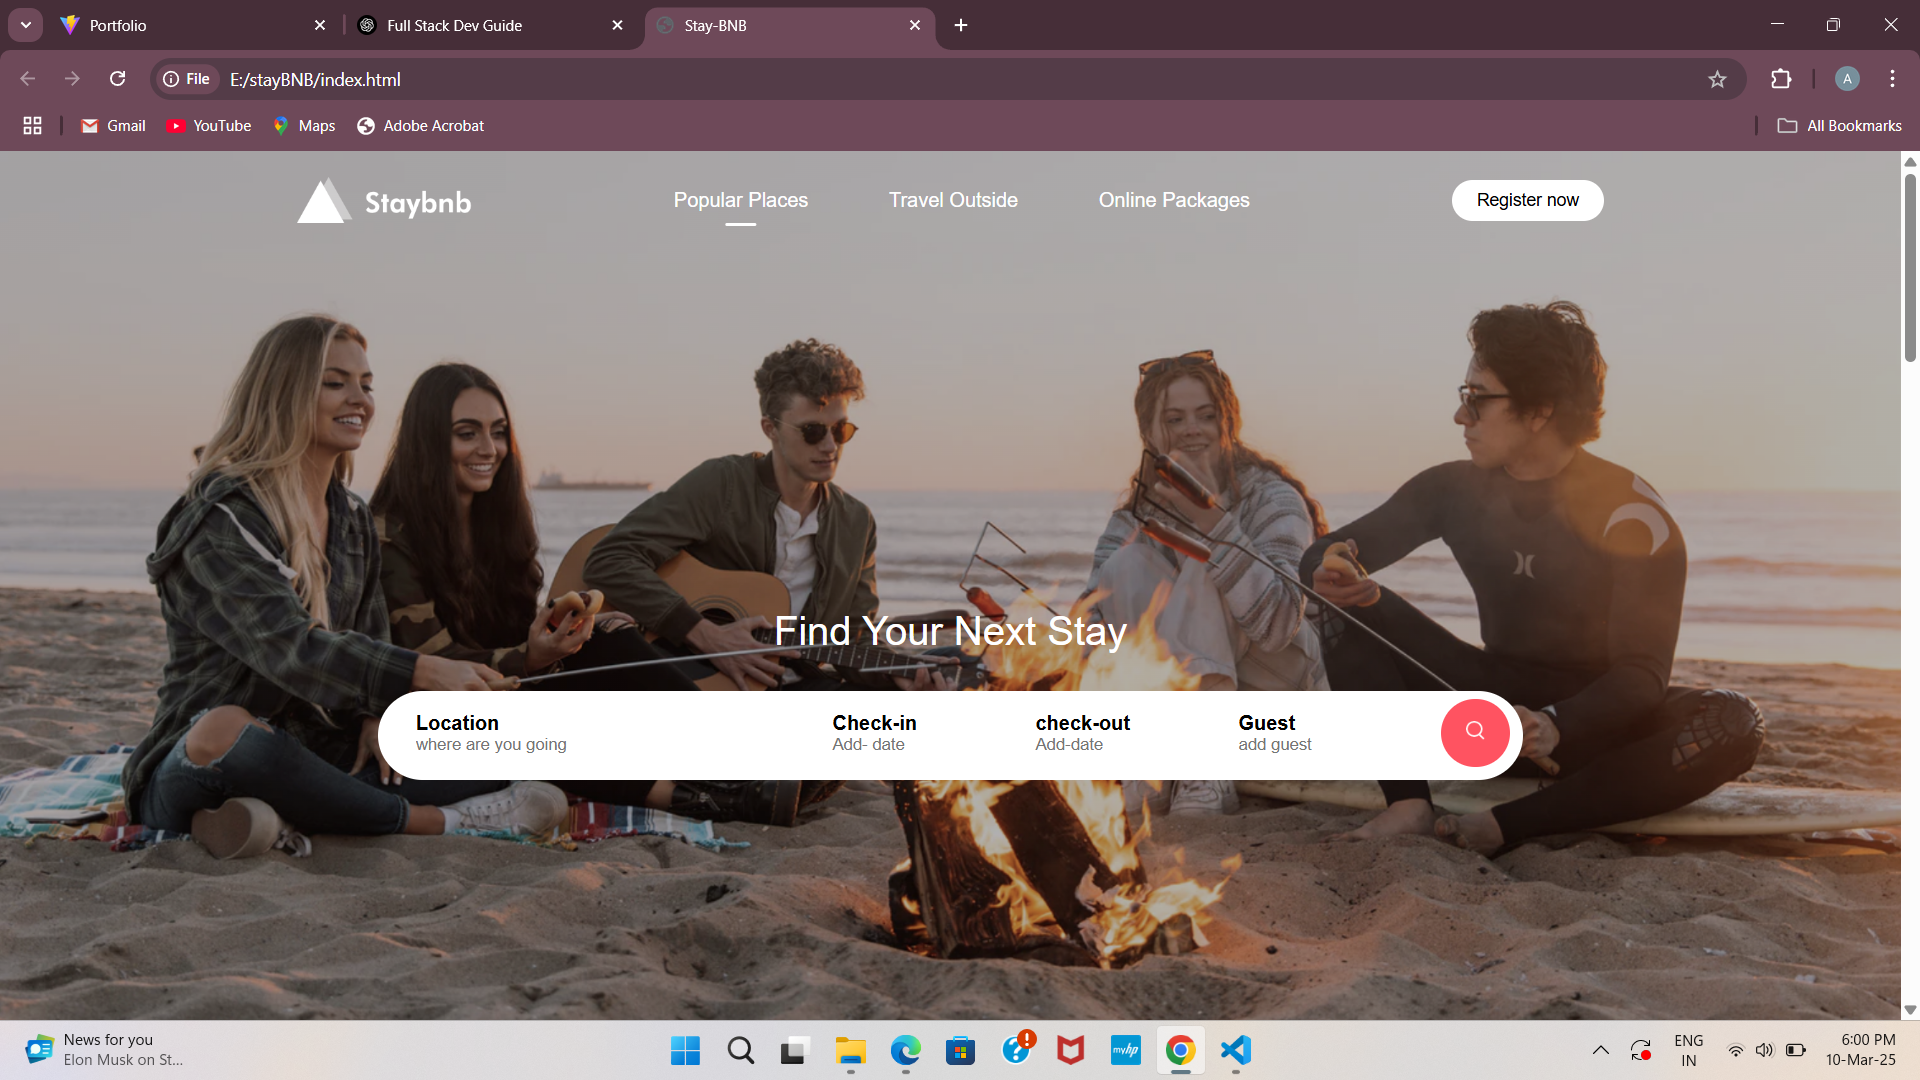 Portfolio
Full Stack Dev Guide
Stay-BNB
File
E:/stayBNB/index.html
A
Gmail
YouTube
Maps
Adobe Acrobat
All Bookmarks
Staybnb
Popular Places
Travel Outside
Online Packages
Register now
Find Your Next Stay
Location
Check-in
check-out
Guest
where are you going
Add- date
Add-date
add guest
News for you
Elon Musk on St...
myhp
ENG
IN
6:00 PM
10-Mar-25